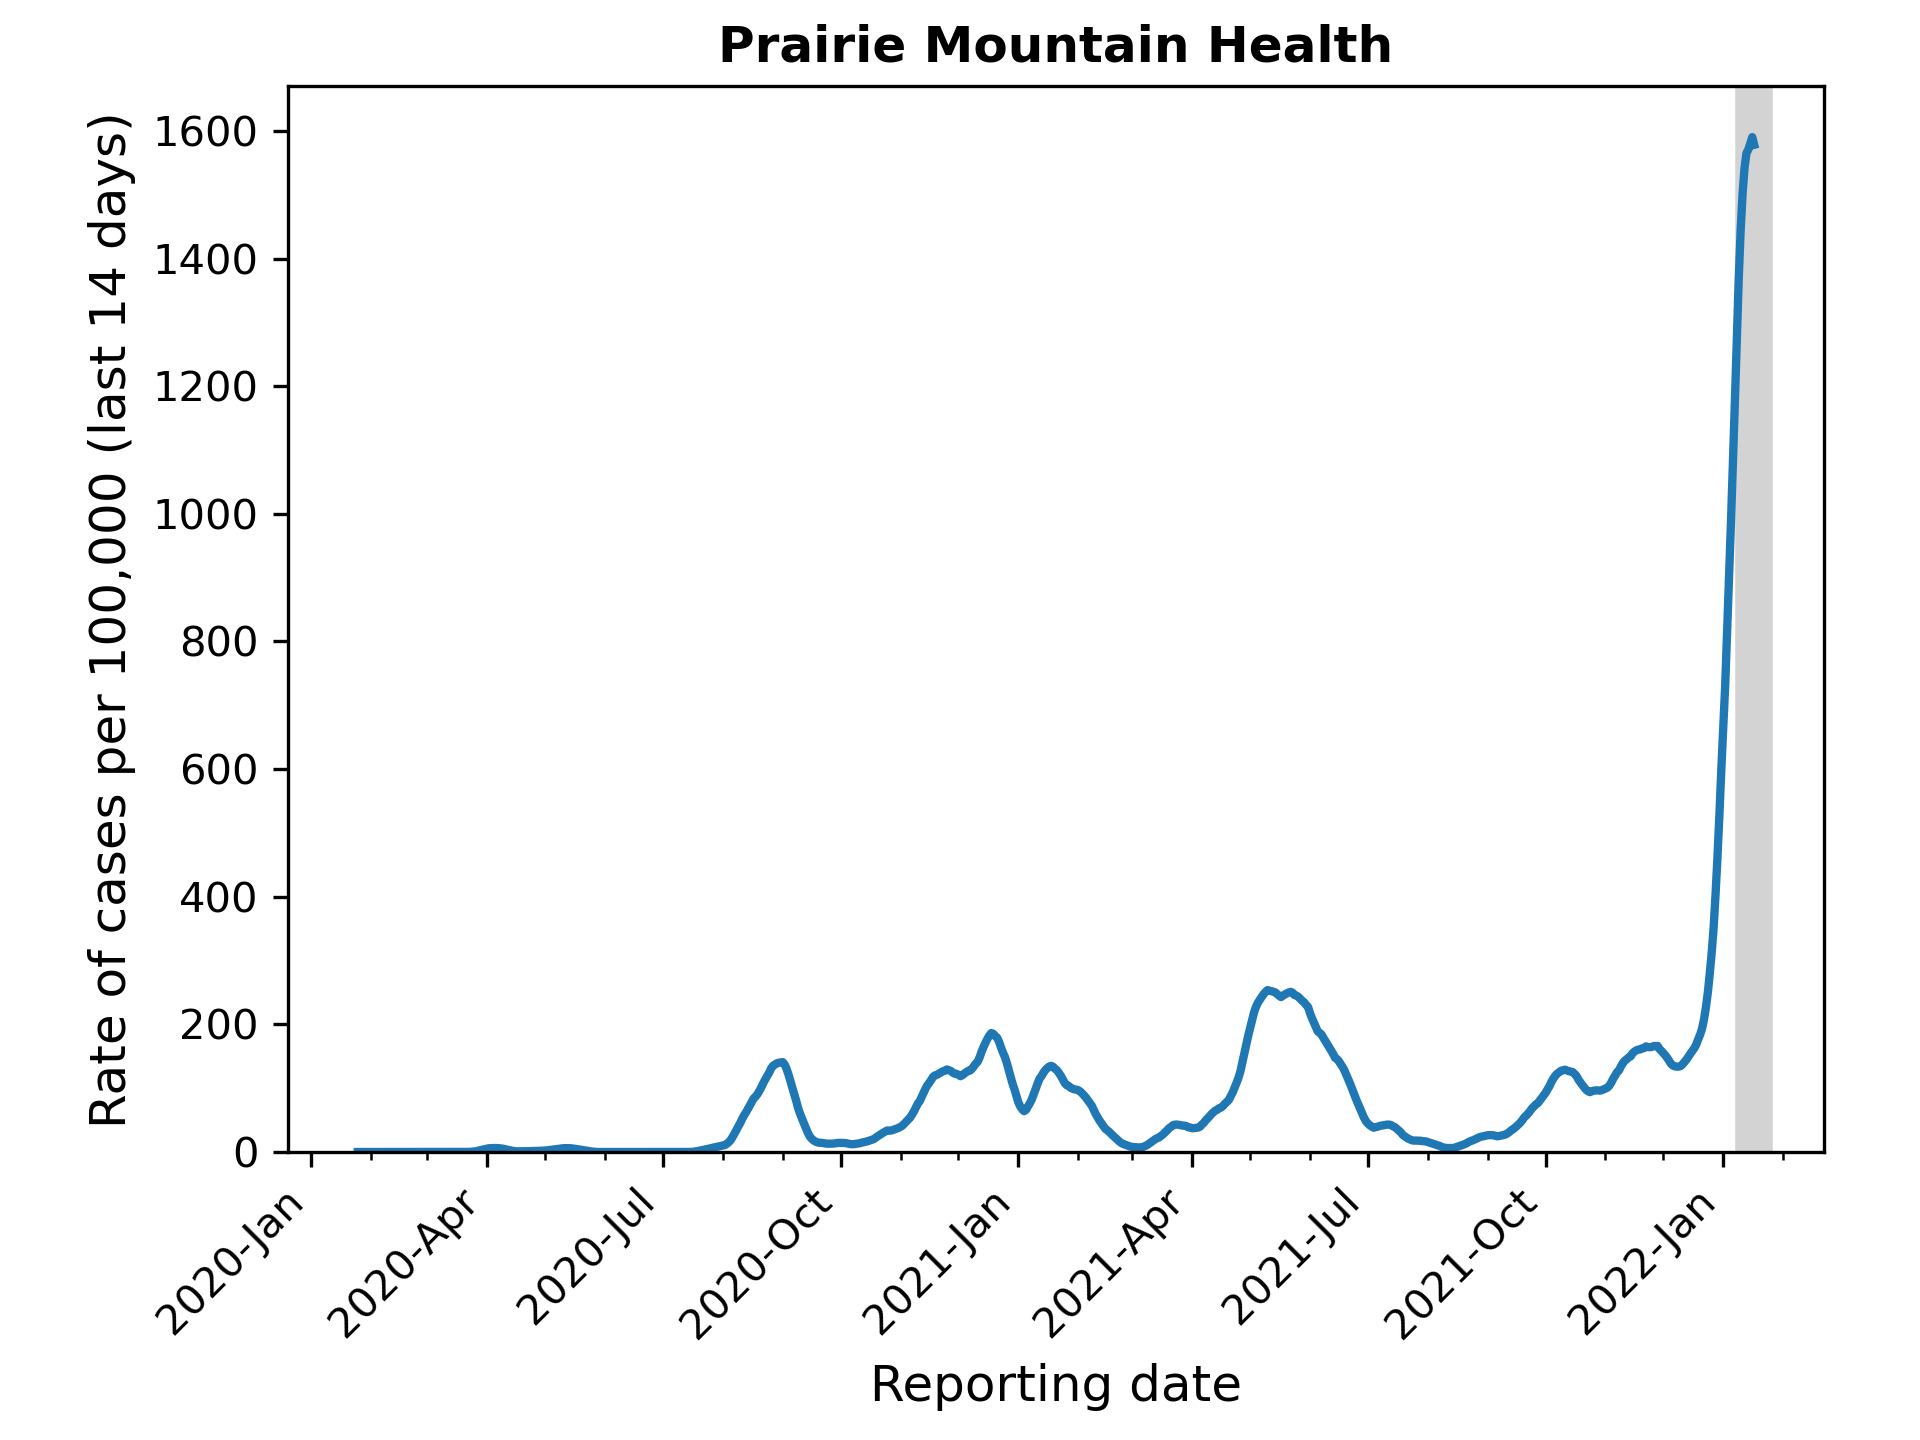 Prairie Mountain Health
Rate of cases per 100,000 (last 14 days)
1600
1400
1200
1000
800
600
400
200
0
2020-Jan
2020-Apr
2020-Jul
2020-Oct
2021-Jan
2021-Apr
2021-Jul
2021-Oct
2022-Jan
Reporting date